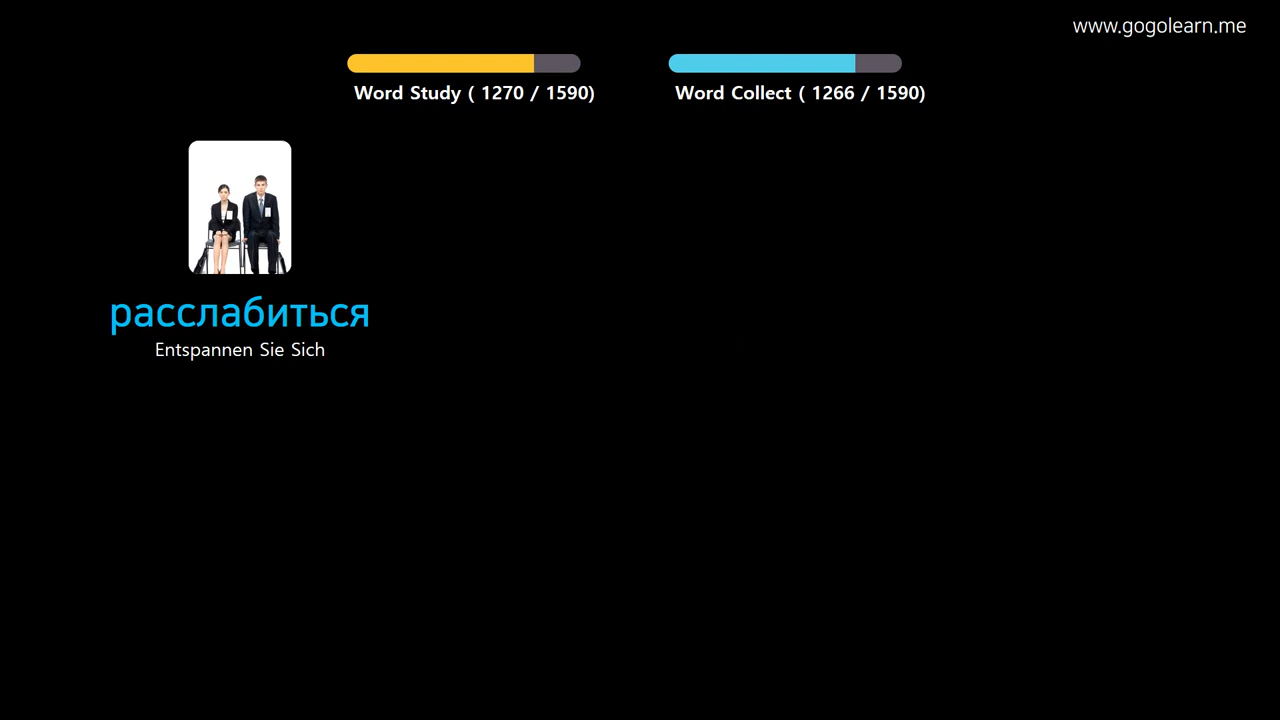 www.gogolearn.me
Word Study ( 1270 / 1590)
Word Collect ( 1266 / 1590)
расслабиться
Entspannen Sie Sich